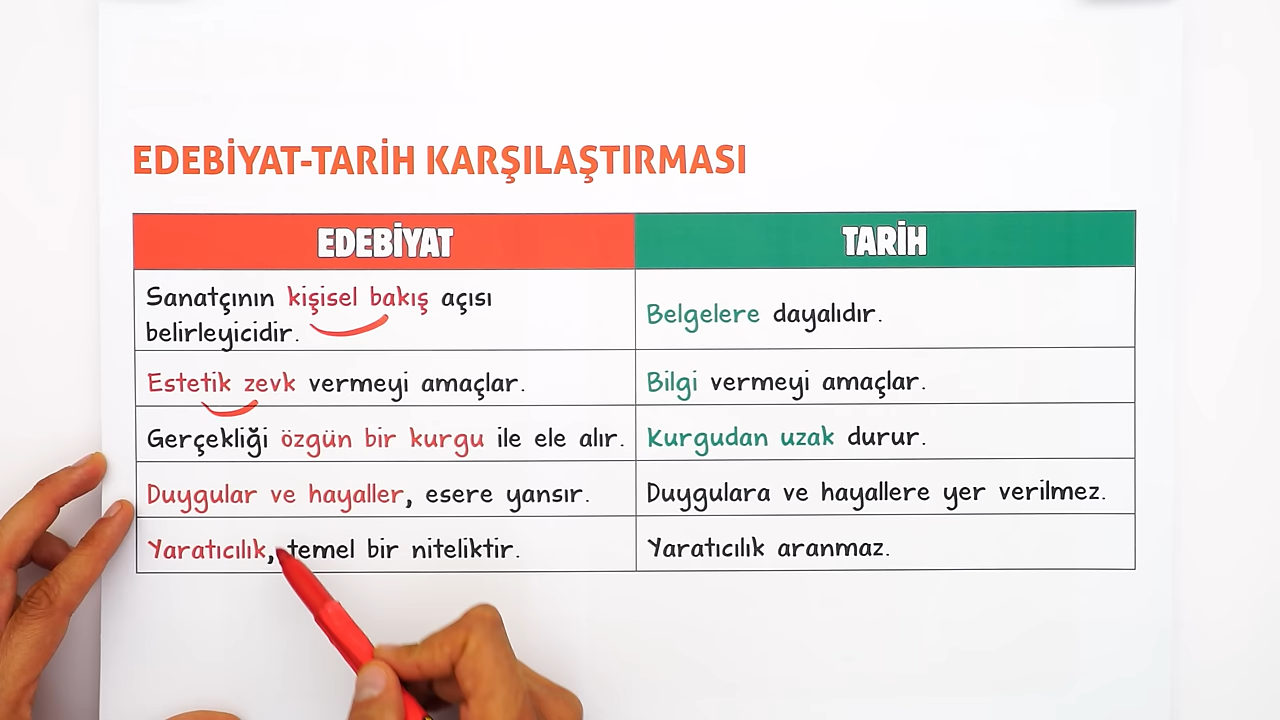 EDEBİYAT-TARİH KARŞILAŞTIRMASI
EDEBİYAT
TARİH
Sanatçının kişisel bakış açısı
belirleyicidir.
Belgelere dayalıdır.
Estetik zevk vermeyi amaçlar.
Bilgi vermeyi amaçlar.
Gerçekliği özgün bir kurgu ile ele alır.
Kurgudan uzak durur.
Duygular ve hayaller, esere yansır.
Duygulara ve hayallere yer verilmez.
Yaratıcılık, temel bir niteliktir.
Yaratıcılık aranmaz.